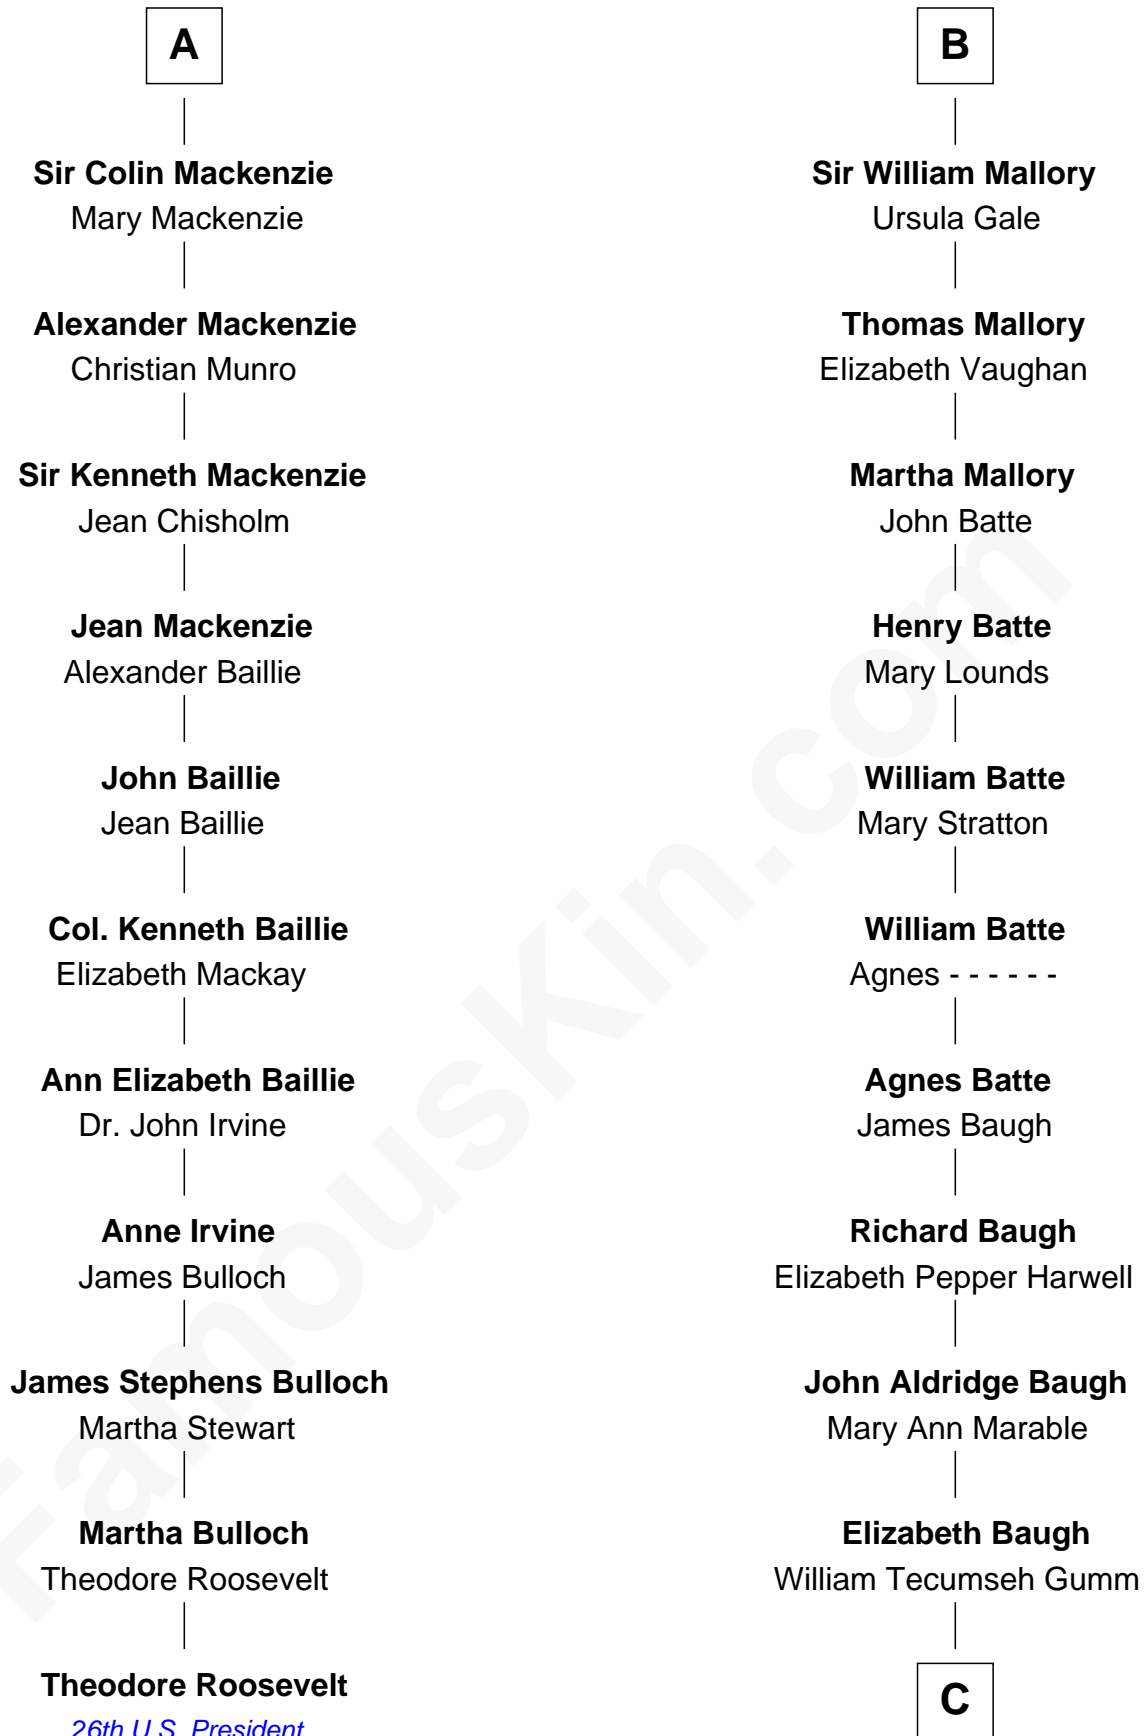 A
Sir Colin Mackenzie
Mary Mackenzie
Alexander Mackenzie
Christian Munro
Sir Kenneth Mackenzie
Jean Chisholm
Jean Mackenzie
Alexander Baillie
John Baillie
Jean Baillie
Col. Kenneth Baillie
Elizabeth Mackay
Ann Elizabeth Baillie
Dr. John Irvine
Anne Irvine
James Bulloch
James Stephens Bulloch
Martha Stewart
Martha Bulloch
Theodore Roosevelt
Theodore Roosevelt
26th U.S. President
B
Sir William Mallory
Ursula Gale
Thomas Mallory
Elizabeth Vaughan
Martha Mallory
John Batte
Henry Batte
Mary Lounds
William Batte
Mary Stratton
William Batte
Agnes - - - - - -
Agnes Batte
James Baugh
Richard Baugh
Elizabeth Pepper Harwell
John Aldridge Baugh
Mary Ann Marable
Elizabeth Baugh
William Tecumseh Gumm
C
FamousKin.com